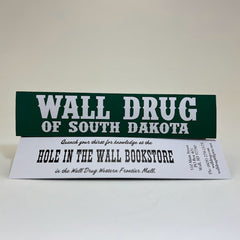 WALL DRUG
OF SOUTH DAKOTA
Quench your thirst for knowledge at the
HOLE IN THE WALL BOOKSTORE
in the Wall Drug Western Frontier Mall.